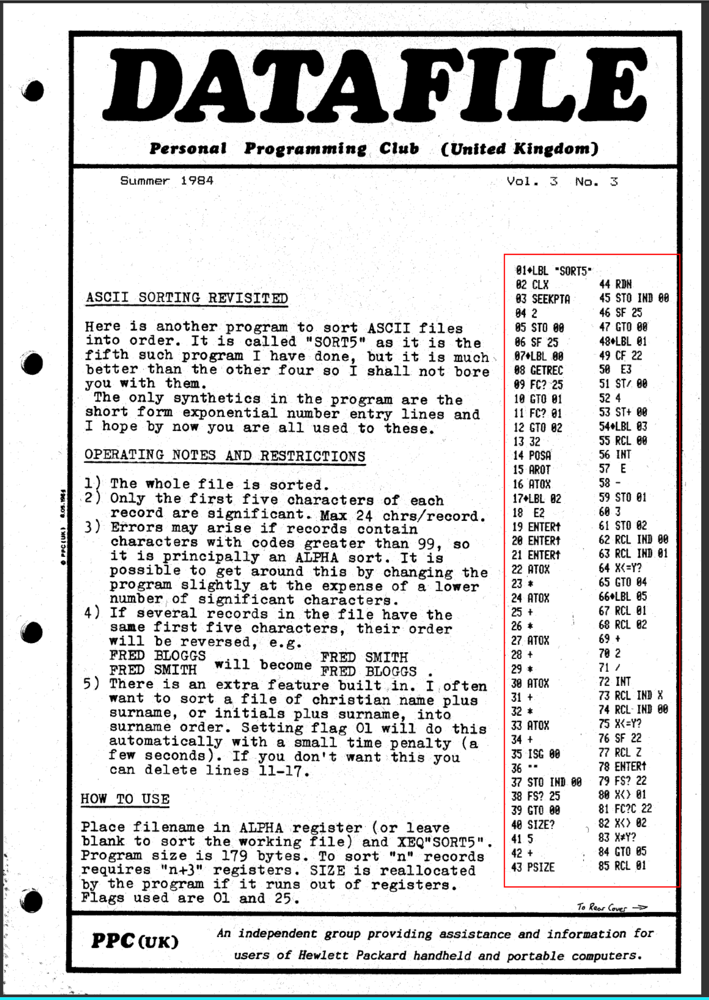 DATAFILE
Personal Programming Club (United Kingdom)
Summer 1984
Vol. 3 No. 3
ASCII SORTING REVISITED
Here is another program to sort ASCII files
into order. It is called "SORT5" as it is the
fifth such program I have done, but it is much
better than the other four so I shall not bore
you with them.
The only synthetics in the program are the
short form exponential number entry lines and
I hope by now you are all used to these.
OPERATING NOTES AND RESTRICTIONS
1) The whole file is sorted.
2) Only the first five characters of each
record are significant. Max 24 chrs/record.
3) Errors may arise if records contain
characters with codes greater than 99, so
it is principally an ALPHA sort. It is
possible to get around this by changing the
program slightly at the expense of a lower
number of significant characters.
4) If several records in the file have the
same first five characters, their order
will be reversed, e.g.
FRED BLOGGS
FRED SMITH
will become
FRED SMITH
FRED BLOGGS .
5) There is an extra feature built in. I often
want to sort a file of christian name plus
surname, or initials plus surname, into
surname order. Setting flag 01 will do this
automatically with a small time penalty (a
few seconds). If you don't want this you
can delete lines 11-17.
HOW TO USE
Place filename in ALPHA register (or leave
blank to sort the working file) and XEQ"SORT5".
Program size is 179 bytes. To sort "n" records
requires "n+3" registers. SIZE is reallocated
by the program if it runs out of registers.
Flags used are 01 and 25.
01♦LBL "SORT5"
02 CLX
03 SEEKPTA
04 2
05 STO 00
06 SF 25
07♦LBL 00
08 GETREC
09 FC? 25
10 GTO 01
11 FC? 01
12 GTO 02
13 32
14 POSA
15 AROT
16 ATOX
17♦LBL 02
18 E2
19 ENTER↑
20 ENTER↑
21 ENTER↑
22 ATOX
23 *
24 ATOX
25 +
26 *
27 ATOX
28 +
29 *
30 ATOX
31 +
32 *
33 ATOX
34 +
35 ISG 00
36 ""
37 STO IND 00
38 FS? 25
39 GTO 00
40 SIZE?
41 5
42 +
43 PSIZE
44 RDN
45 STO IND 00
46 SF 25
47 GTO 00
48♦LBL 01
49 CF 22
50 E3
51 ST/ 00
52 4
53 ST+ 00
54♦LBL 03
55 RCL 00
56 INT
57 E
58 -
59 STO 01
60 3
61 STO 02
62 RCL IND 00
63 RCL IND 01
64 X<=Y?
65 GTO 04
66♦LBL 05
67 RCL 01
68 RCL 02
69 +
70 2
71 /
72 INT
73 RCL IND X
74 RCL IND 00
75 X<=Y?
76 SF 22
77 RCL Z
78 ENTER↑
79 FS? 22
80 X<> 01
81 FC?C 22
82 X<> 02
83 X≠Y?
84 GTO 05
85 RCL 01
To Rear Cover →
© PPC(UK) 8.05.1984
PPC (UK)
An independent group providing assistance and information for
users of Hewlett Packard handheld and portable computers.